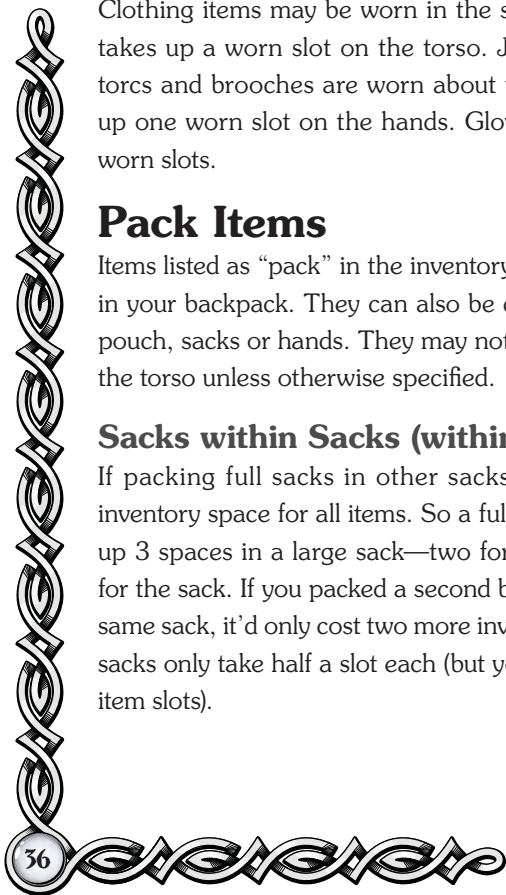 Clothing items may be worn in the
takes up a worn slot on the torso.
torcs and brooches are worn about
up one worn slot on the hands.
worn slots.
Pack Items
Items listed as “pack” in the inventory
in your backpack. They can also be
pouch, sacks or hands. They may not
the torso unless otherwise specified.
Sacks within Sacks
If packing full sacks in other sacks
inventory space for all items. So a
up 3 spaces in a large sack—two for
for the sack. If you packed a second
same sack, it’d only cost two more
sacks only take half a slot each (but
item slots).
36